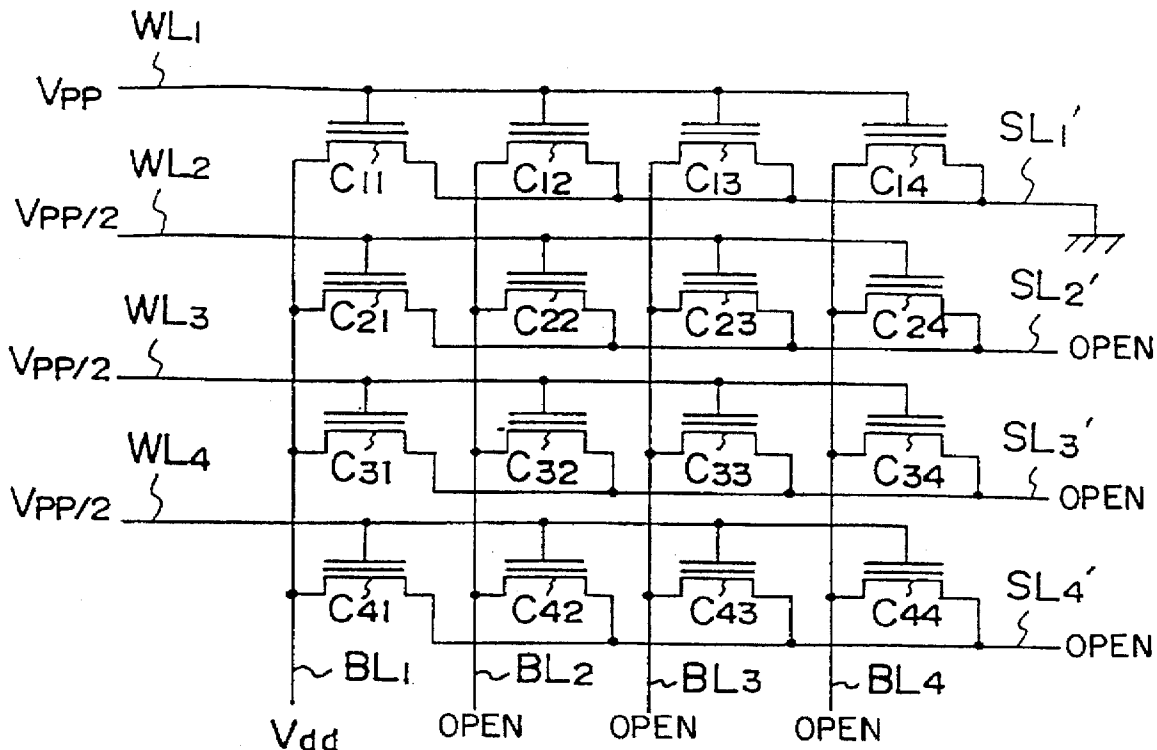 WL1
VPP
C11 C12 C13 C14
SL1'
WL2
VPP/2
C21 C22 C23 C24
SL2'
OPEN
WL3
VPP/2
C31 C32 C33 C34
SL3'
OPEN
WL4
VPP/2
C41 C42 C43 C44
SL4'
OPEN
BL1 BL2 BL3 BL4
Vdd OPEN OPEN OPEN